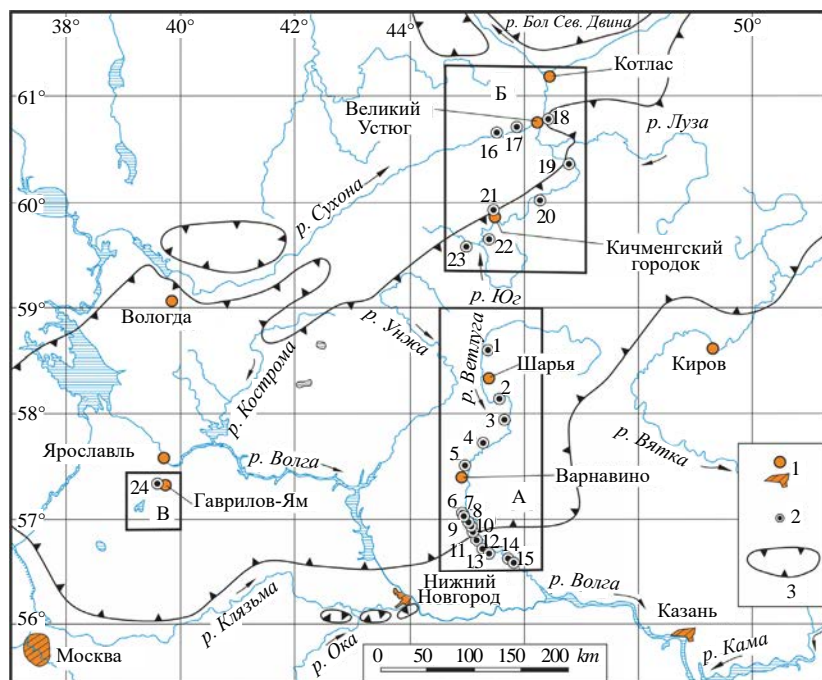 38° 40° 42° 44° 50°
р. Бол Сев. Двина
Котлас
61°
Б
Великий
Устюг
18
17
16
р. Луза
19
р. Сухона
60°
21
20
22
23
Кичменгский
городок
59°
Вологда
р. Юг
р. Унжа
р. Ветлуга
1
Шарья
Киров
р. Кострома
2
58°
3
4
р. Вятка
Ярославль
р. Волга
5
Варнавино
1
24
Гаврилов-Ям
В
А
6
7
8
2
57°
9
10
11
12
13
14
15
3
Нижний
Новгород
р. Волга
р. Клязьма
56°
Казань
р. Ока
р. Кама
Москва
0 50 100 150 200 km